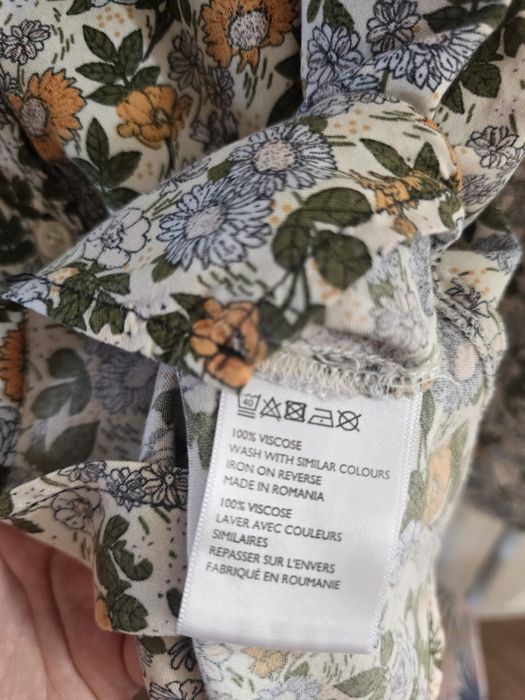 40
100% VISCOSE
WASH WITH SIMILAR COLOURS
IRON ON REVERSE
MADE IN ROMANIA
100% VISCOSE
LAVER AVEC COULEURS
SIMILAIRES
REPASSER SUR L'ENVERS
FABRIQUÉ EN ROUMANIE